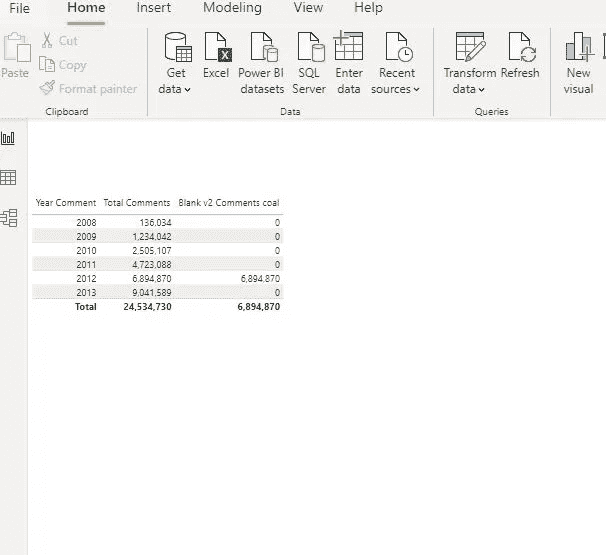 File Home Insert Modeling View Help
Paste
Cut
Copy
Format painter
Clipboard
Get data
Excel
Power BI datasets
SQL Server
Enter data
Recent sources
Data
Transform data
Refresh
Queries
New visual
Year Comment Total Comments Blank v2 Comments coal
2008 136,034 0
2009 1,234,042 0
2010 2,505,107 0
2011 4,723,088 0
2012 6,894,870 6,894,870
2013 9,041,589 0
Total 24,534,730 6,894,870